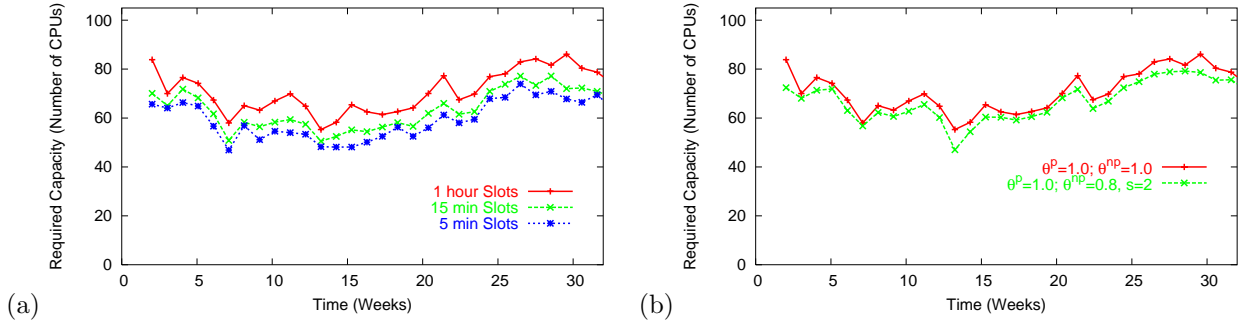 Required Capacity (Number of CPUs)
100
80
60
40
20
0
1 hour Slots
15 min Slots
5 min Slots
0 5 10 15 20 25 30
Time (Weeks)
(a)
Required Capacity (Number of CPUs)
100
80
60
40
20
0
θᵖ=1.0; θⁿᵖ=1.0
θᵖ=1.0; θⁿᵖ=0.8, s=2
0 5 10 15 20 25 30
Time (Weeks)
(b)